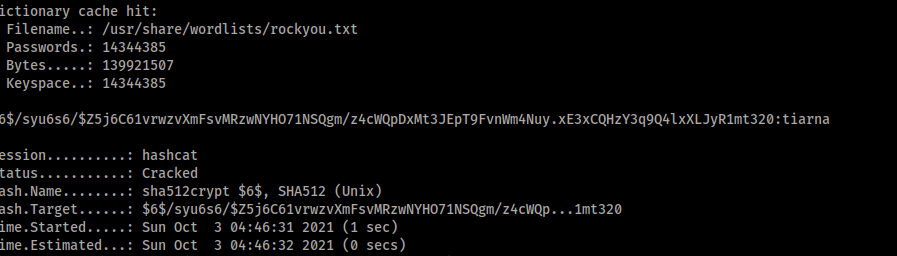 ictionary cache hit:
Filename..: /usr/share/wordlists/rockyou.txt
Passwords.: 14344385
Bytes.....: 139921507
Keyspace..: 14344385
6$/syu6s6/$Z5j6C61vrwzvXmFsvMRzwNYHO71NSQgm/z4cWQpDxMt3JEpT9FvnWm4Nuy.xE3xCQHzY3q9Q4lxXLJyR1mt320:tiarna
ession..........: hashcat
tatus...........: Cracked
ash.Name........: sha512crypt $6$, SHA512 (Unix)
ash.Target......: $6$/syu6s6/$Z5j6C61vrwzvXmFsvMRzwNYHO71NSQgm/z4cWQp...1mt320
ime.Started.....: Sun Oct  3 04:46:31 2021 (1 sec)
ime.Estimated...: Sun Oct  3 04:46:32 2021 (0 secs)